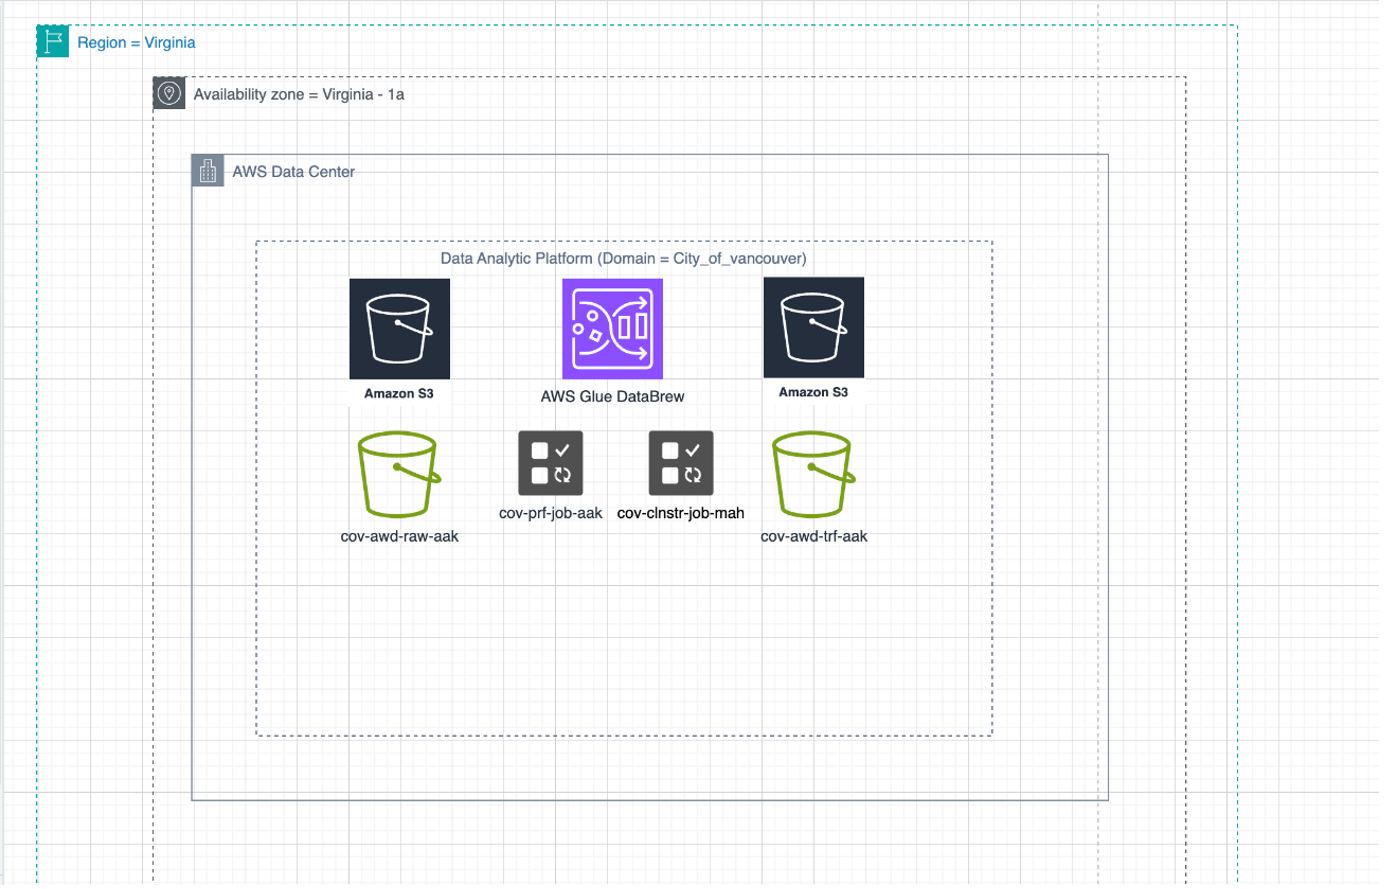 Region = Virginia
Availability zone = Virginia - 1a
AWS Data Center
Data Analytic Platform (Domain = City_of_vancouver)
Amazon S3
AWS Glue DataBrew
Amazon S3
cov-prf-job-aak
cov-clnstr-job-mah
cov-awd-raw-aak
cov-awd-trf-aak